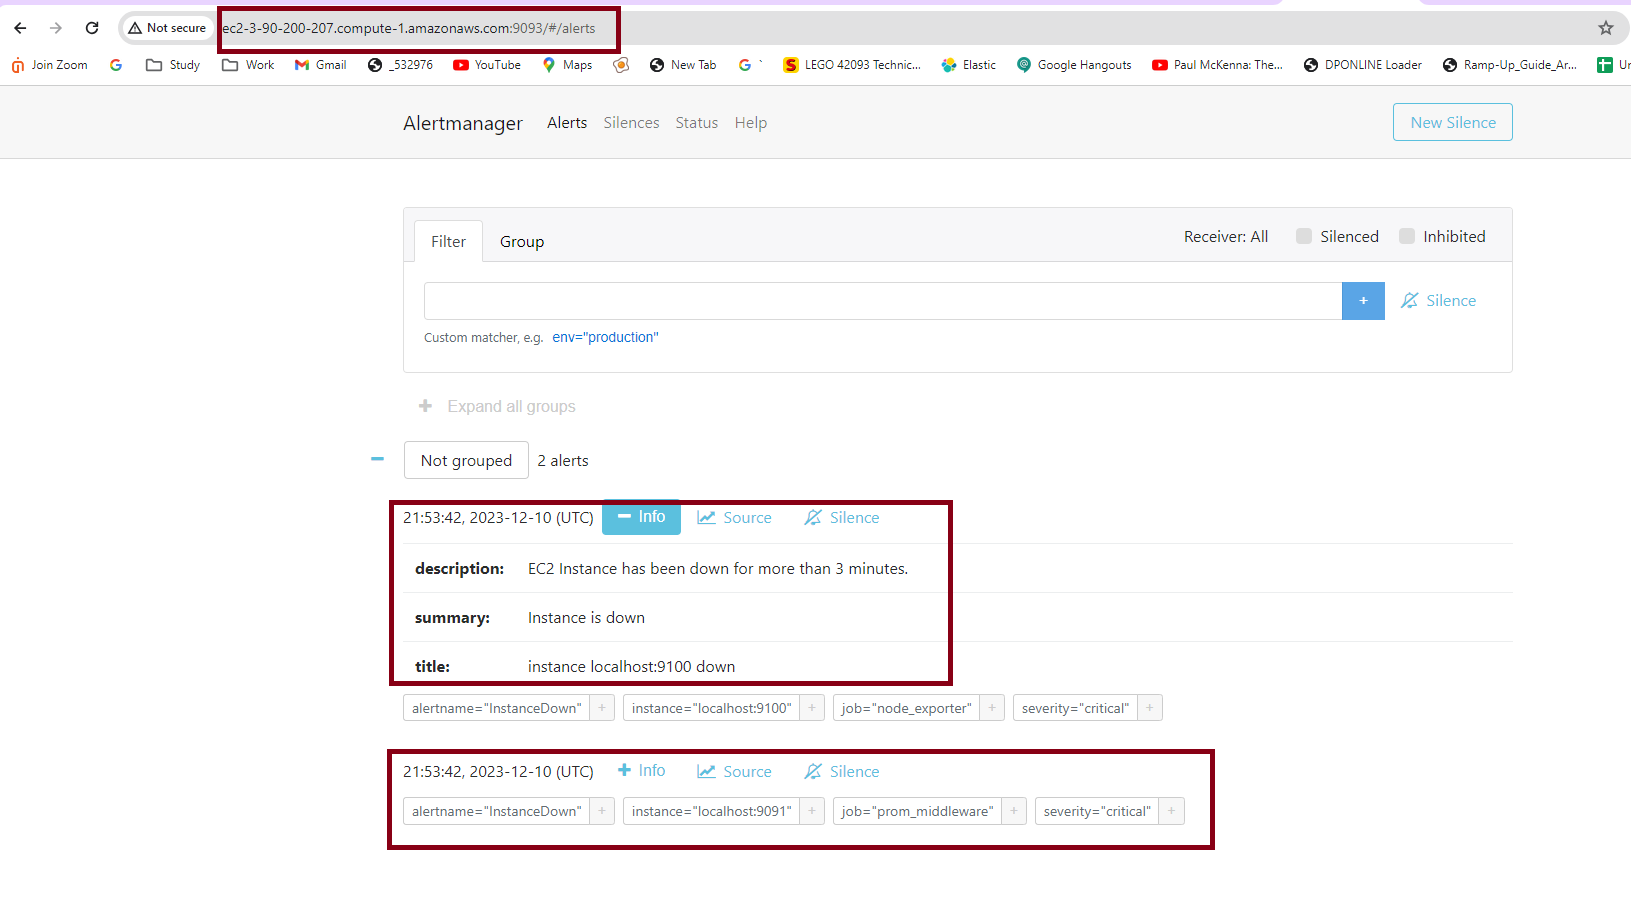 Not secure ec2-3-90-200-207.compute-1.amazonaws.com:9093/#/alerts
Join Zoom Study Work Gmail _532976 YouTube Maps New Tab ` LEGO 42093 Technic... Elastic Google Hangouts Paul McKenna: The... DPONLINE Loader Ramp-Up_Guide_Ar...
Alertmanager Alerts Silences Status Help New Silence
Filter Group Receiver: All Silenced Inhibited
+ Silence
Custom matcher, e.g. env="production"
+ Expand all groups
− Not grouped 2 alerts
21:53:42, 2023-12-10 (UTC) − Info Source Silence
description: EC2 Instance has been down for more than 3 minutes.
summary: Instance is down
title: instance localhost:9100 down
alertname="InstanceDown" + instance="localhost:9100" + job="node_exporter" + severity="critical" +
21:53:42, 2023-12-10 (UTC) + Info Source Silence
alertname="InstanceDown" + instance="localhost:9091" + job="prom_middleware" + severity="critical" +